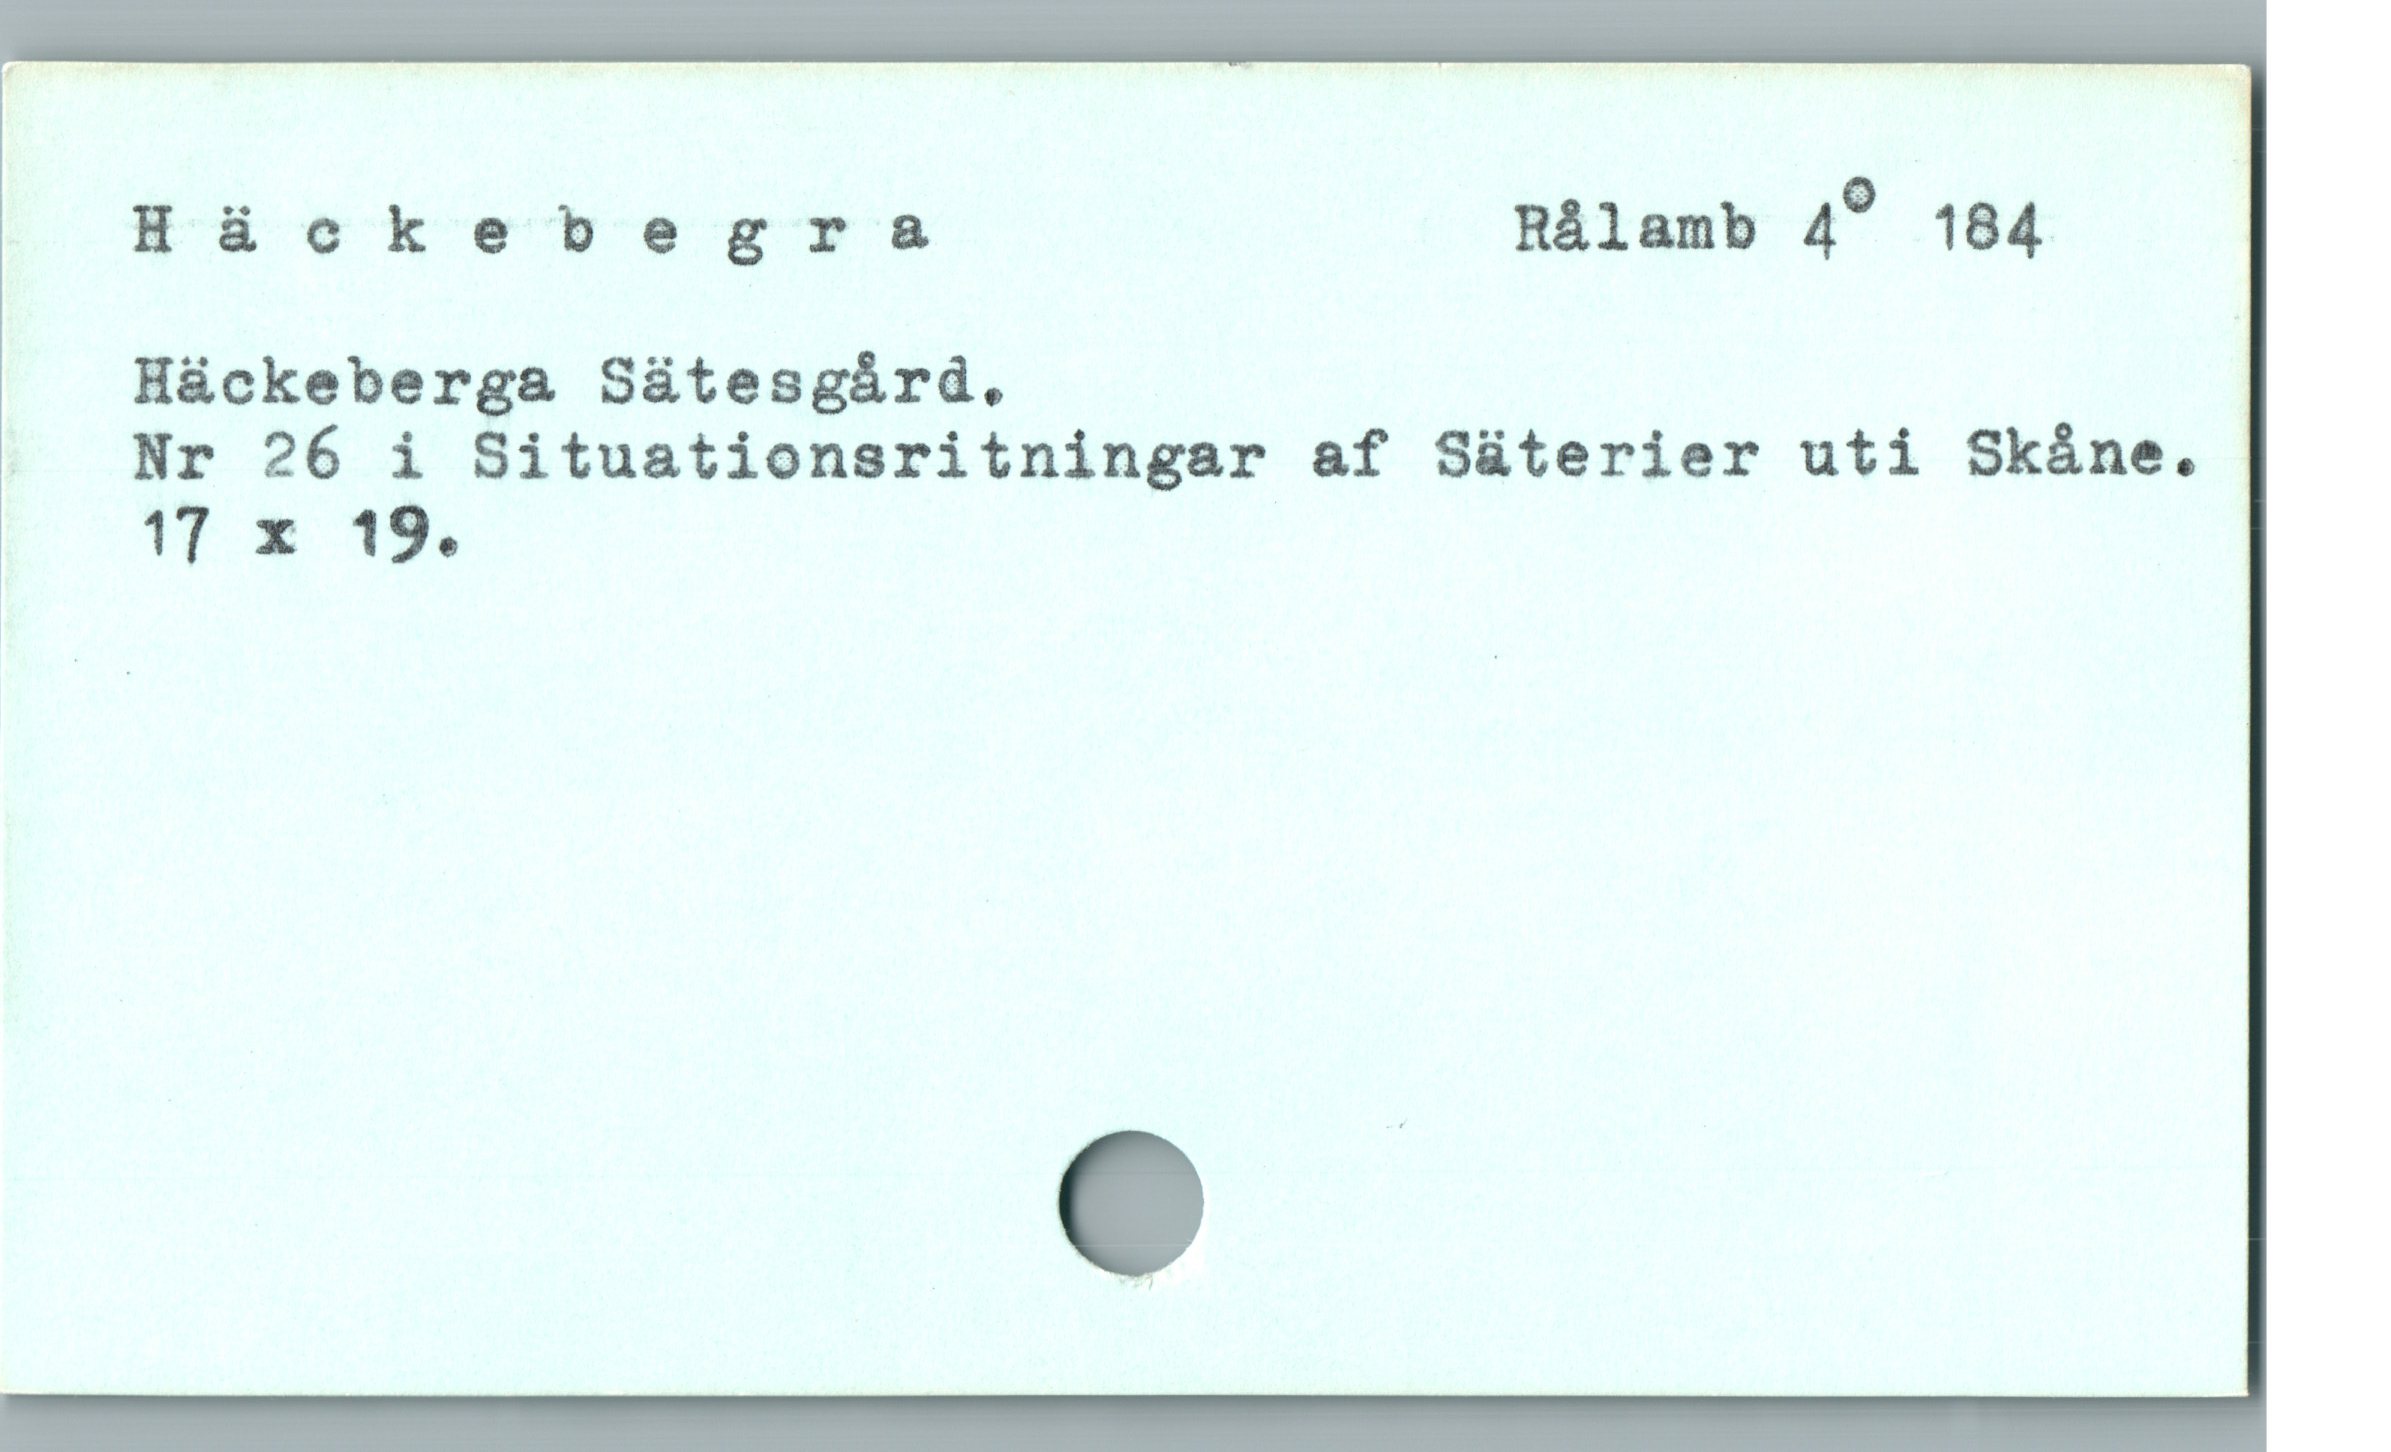 H ä c k e b e g r a Rålamb 4° 184
Häckeberga Sätesgård.
Nr 26 i Situationsritningar af Säterier uti Skåne.
17 x 19.